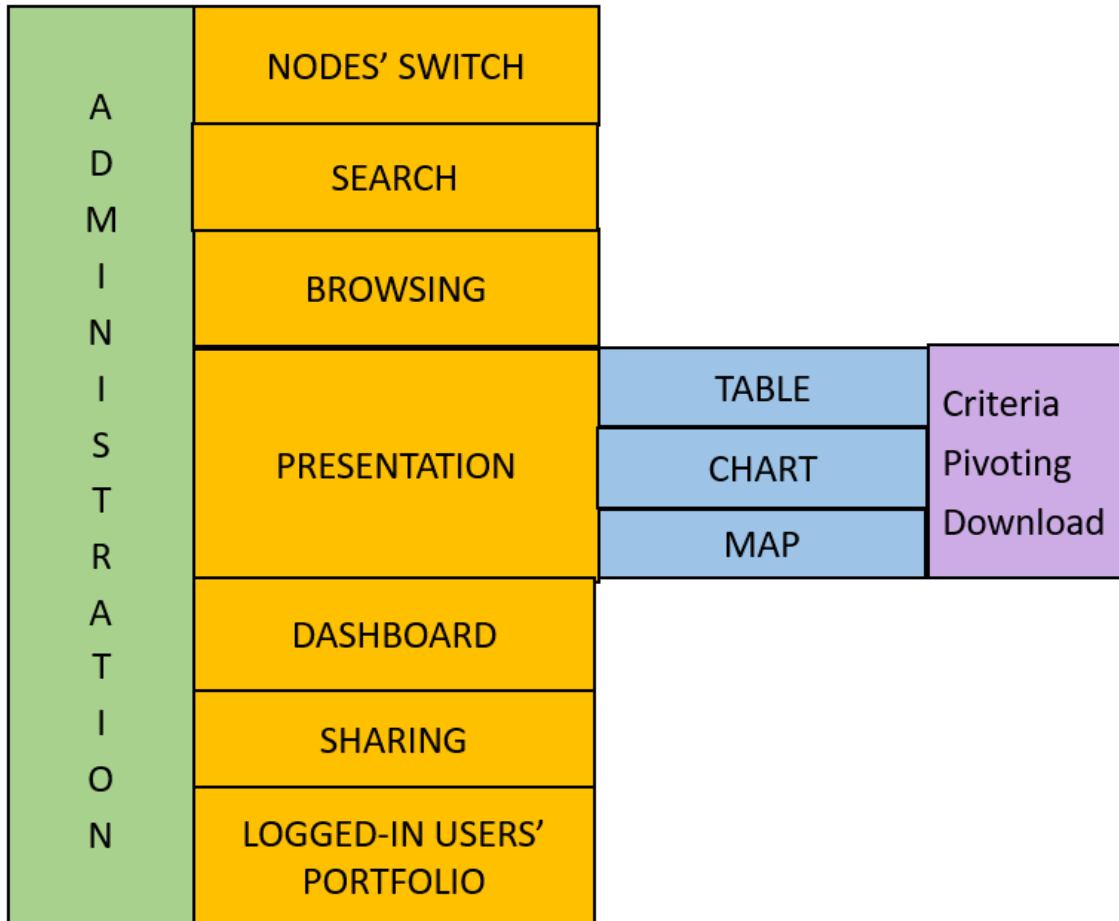 ADMINISTRATION
NODES’ SWITCH
SEARCH
BROWSING
PRESENTATION
TABLE
CHART
MAP
Criteria
Pivoting
Download
DASHBOARD
SHARING
LOGGED-IN USERS’
PORTFOLIO